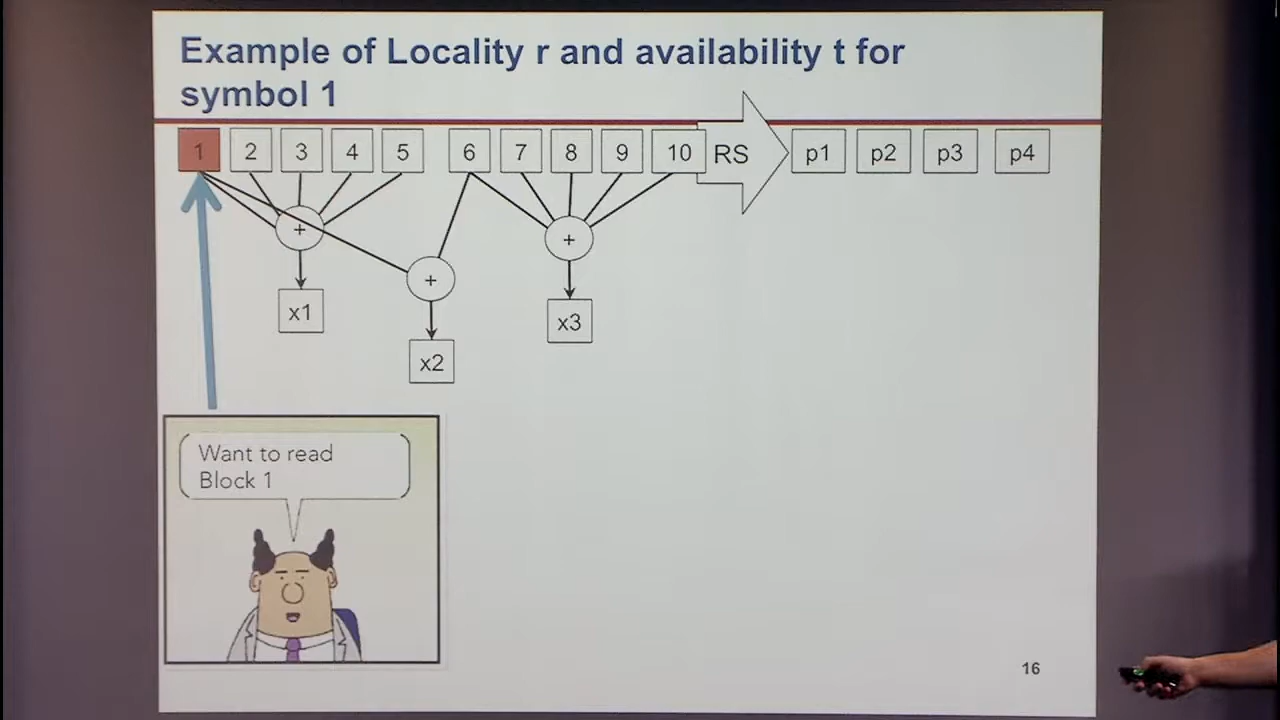 Example of Locality r and availability t for
symbol 1
1 2 3 4 5 6 7 8 9 10 RS p1 p2 p3 p4
+ + +
x1 x2 x3
Want to read
Block 1
16